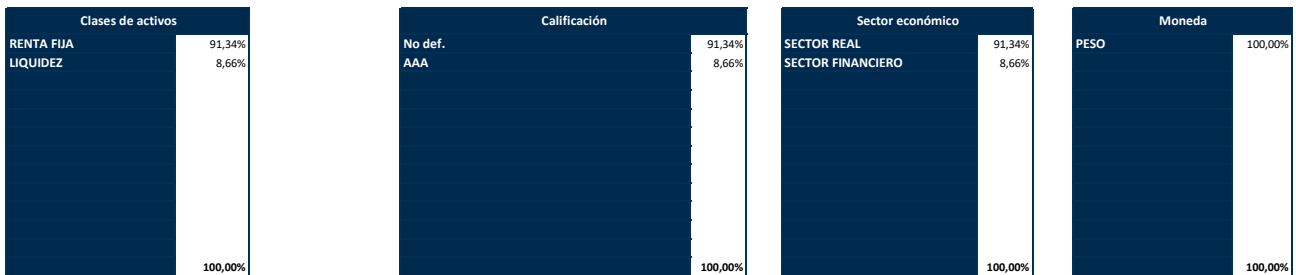 Clases de activos
RENTA FIJA 91,34%
LIQUIDEZ 8,66%
100,00%
Calificación
No def. 91,34%
AAA 8,66%
100,00%
Sector económico
SECTOR REAL 91,34%
SECTOR FINANCIERO 8,66%
100,00%
Moneda
PESO 100,00%
100,00%